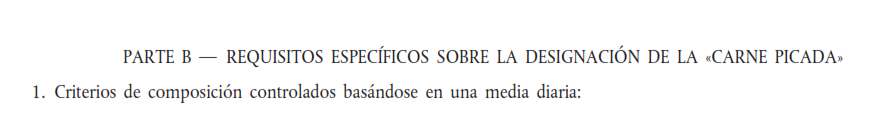 PARTE B — REQUISITOS ESPECÍFICOS SOBRE LA DESIGNACIÓN DE LA «CARNE PICADA»
1. Criterios de composición controlados basándose en una media diaria: